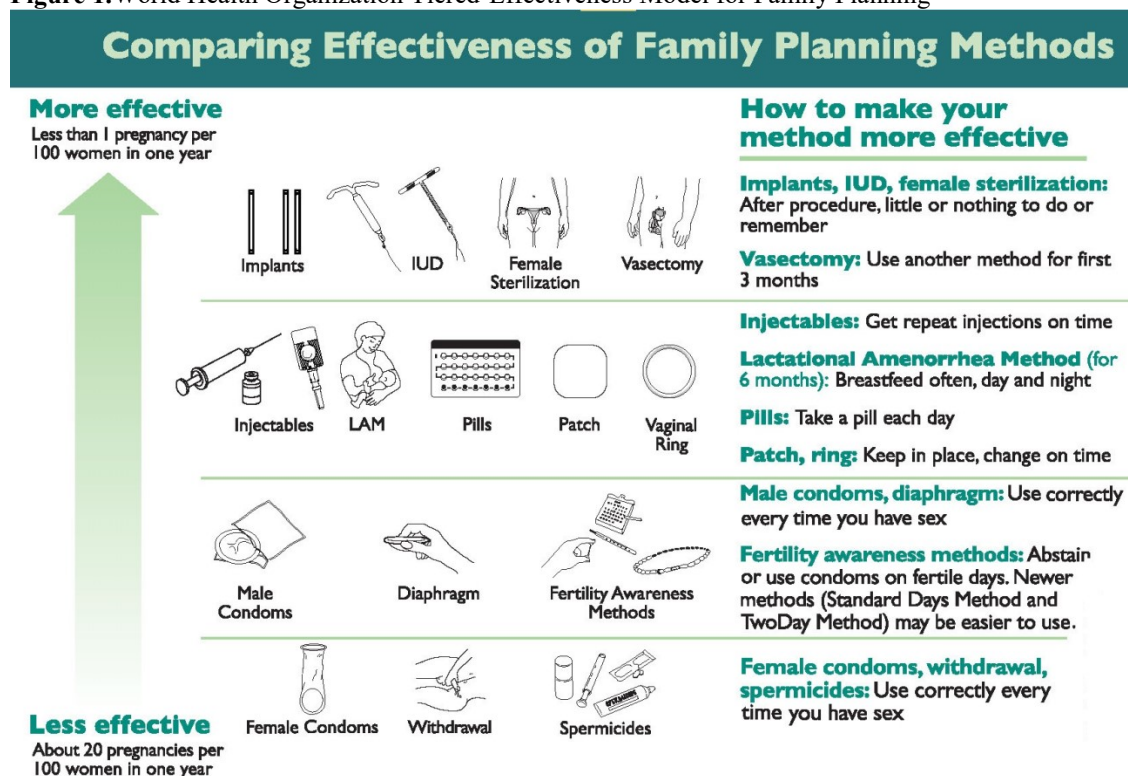 Figure 1. World Health Organization Tiered-Effectiveness Model for Family Planning
Comparing Effectiveness of Family Planning Methods
More effective
Less than 1 pregnancy per
100 women in one year
Implants
IUD
Female
Sterilization
Vasectomy
Injectables
LAM
Pills
Patch
Vaginal
Ring
Male
Condoms
Diaphragm
Fertility Awareness
Methods
Female Condoms
Withdrawal
Spermicides
Less effective
About 20 pregnancies per
100 women in one year
How to make your
method more effective
Implants, IUD, female sterilization:
After procedure, little or nothing to do or
remember
Vasectomy: Use another method for first
3 months
Injectables: Get repeat injections on time
Lactational Amenorrhea Method (for
6 months): Breastfeed often, day and night
Pills: Take a pill each day
Patch, ring: Keep in place, change on time
Male condoms, diaphragm: Use correctly
every time you have sex
Fertility awareness methods: Abstain
or use condoms on fertile days. Newer
methods (Standard Days Method and
TwoDay Method) may be easier to use.
Female condoms, withdrawal,
spermicides: Use correctly every
time you have sex